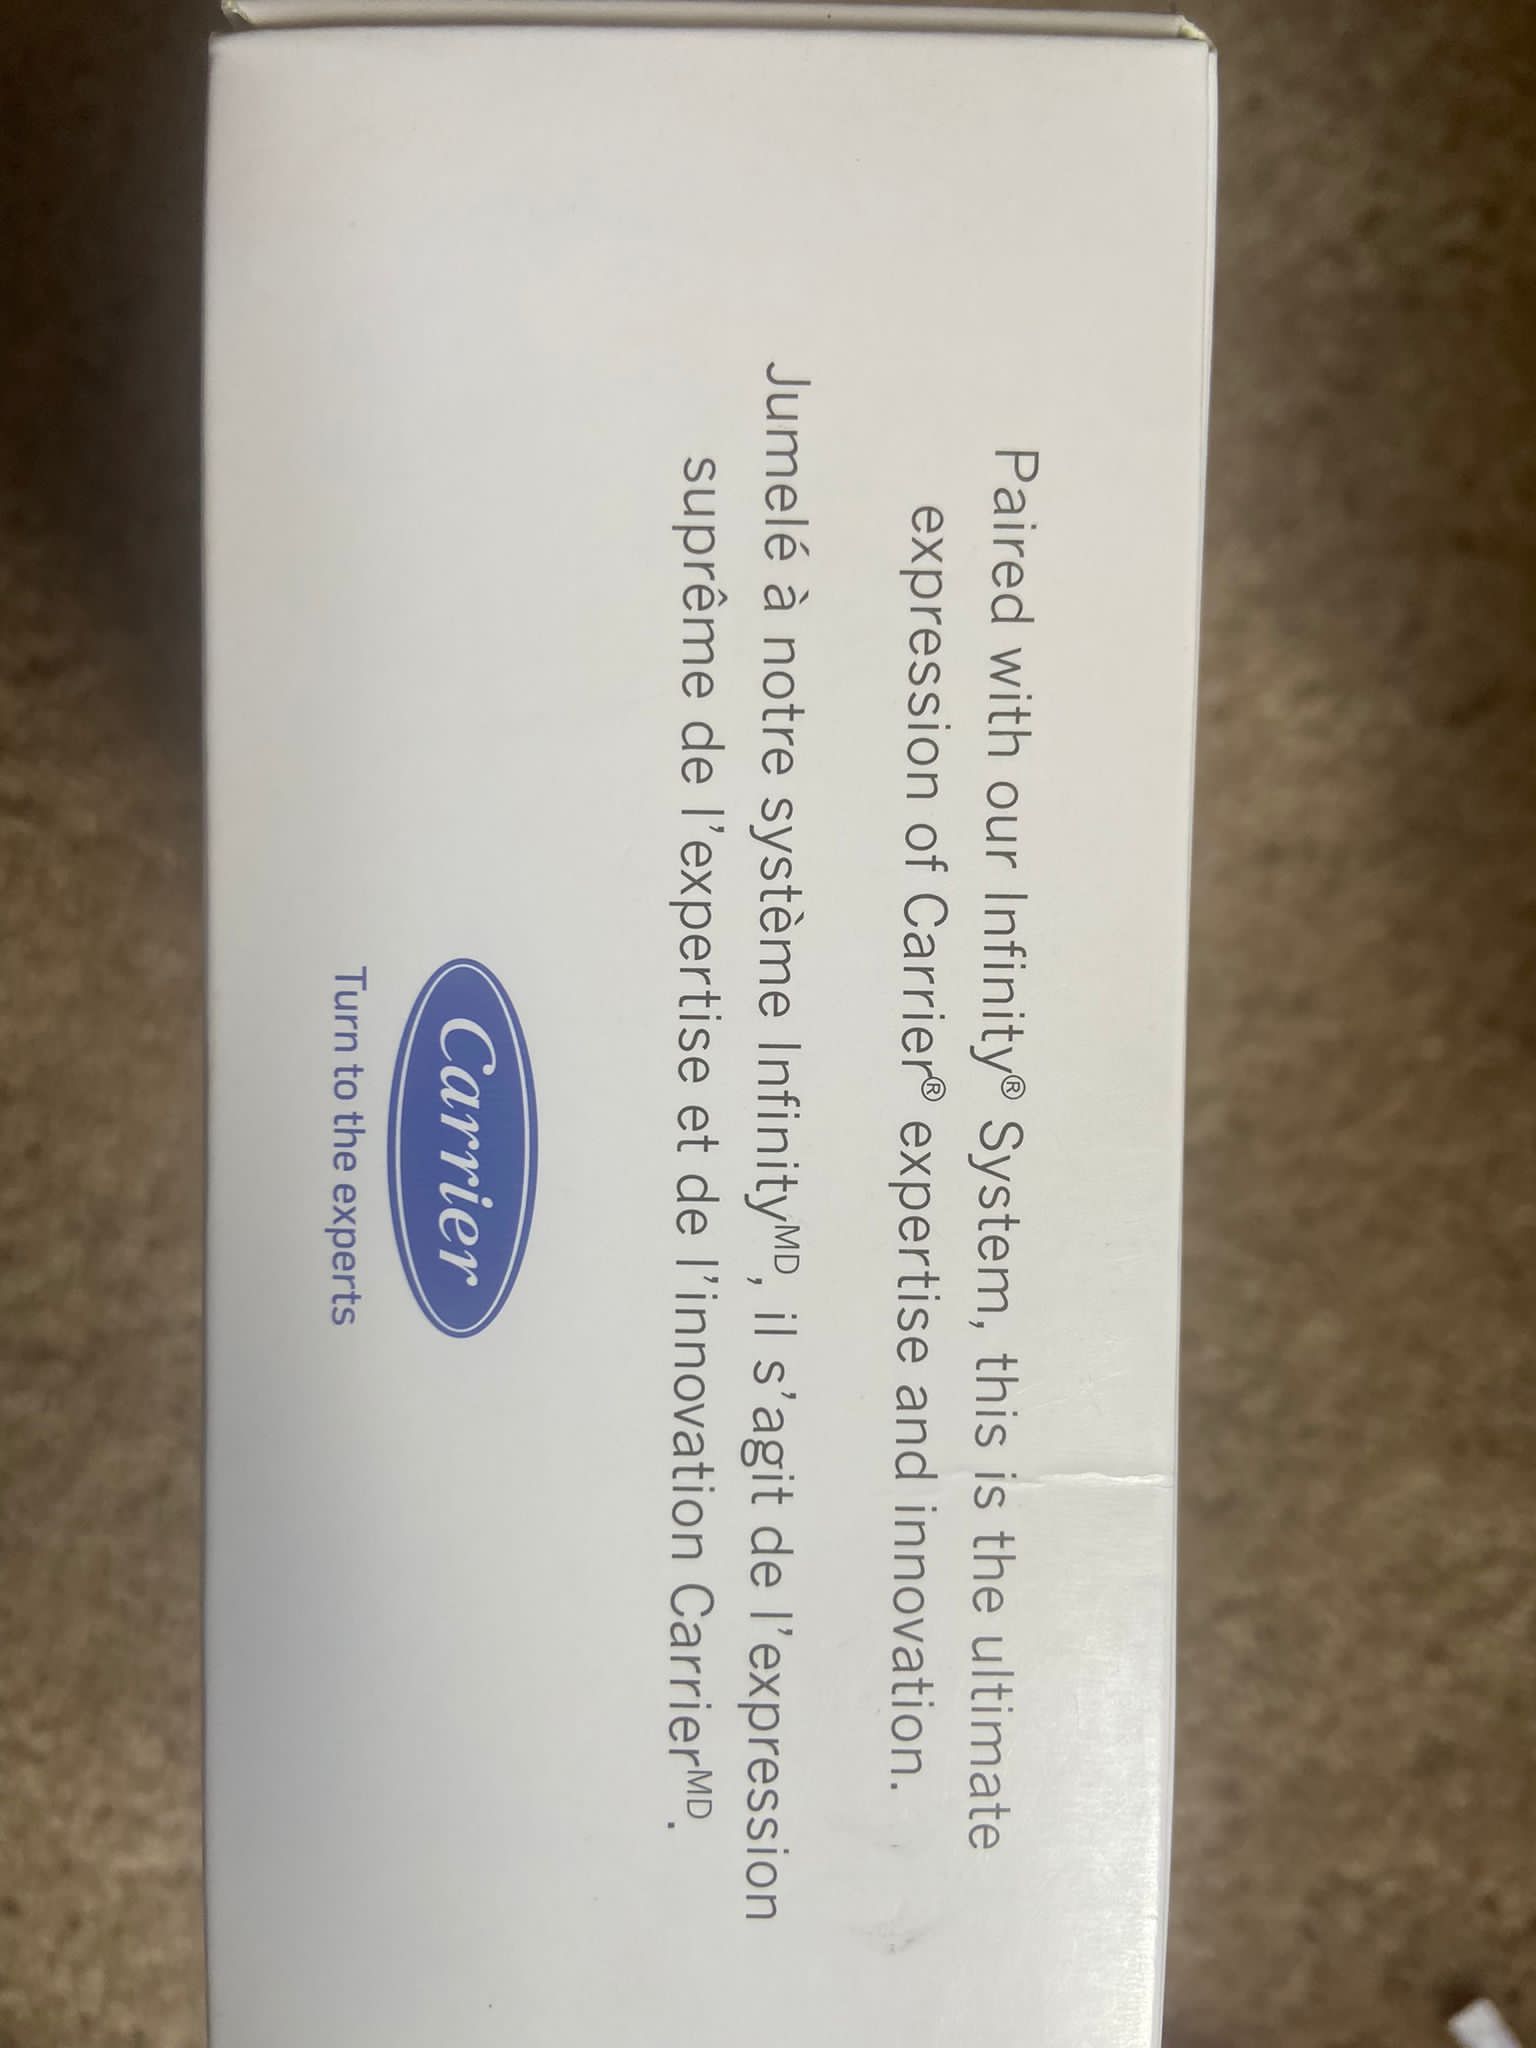 Paired with our Infinity® System, this is the ultimate
expression of Carrier® expertise and innovation.
Jumelé à notre système Infinityᴹᴰ, il s’agit de l’expression
suprême de l’expertise et de l’innovation Carrierᴹᴰ.
Carrier
Turn to the experts